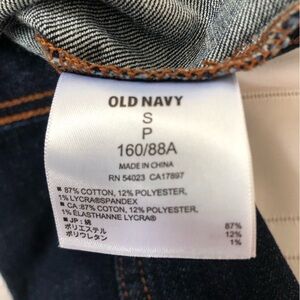 OLD NAVY
S
P
160/88A
MADE IN CHINA
RN 54023 CA17897
■ 87% COTTON, 12% POLYESTER,
1% LYCRA®SPANDEX
■ CA:87% COTON, 12% POLYESTER,
1% ÉLASTHANNE LYCRA®
■ JP: 綿 87%
ポリエステル 12%
ポリウレタン 1%